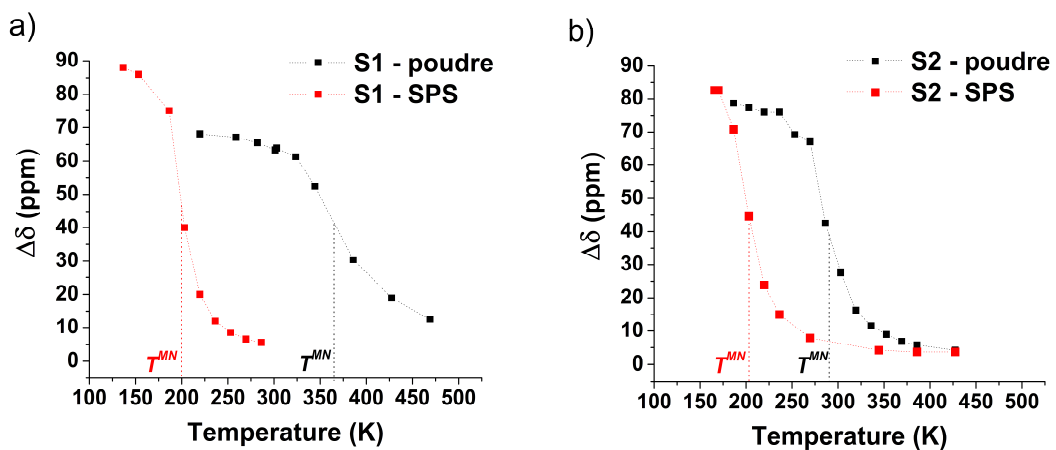 a)
S1 - poudre
S1 - SPS
90
80
70
60
50
40
30
20
10
0
Δδ (ppm)
T^MN
T^MN
100 150 200 250 300 350 400 450 500
Temperature (K)
b)
S2 - poudre
S2 - SPS
90
80
70
60
50
40
30
20
10
0
Δδ (ppm)
T^MN
T^MN
100 150 200 250 300 350 400 450 500
Temperature (K)